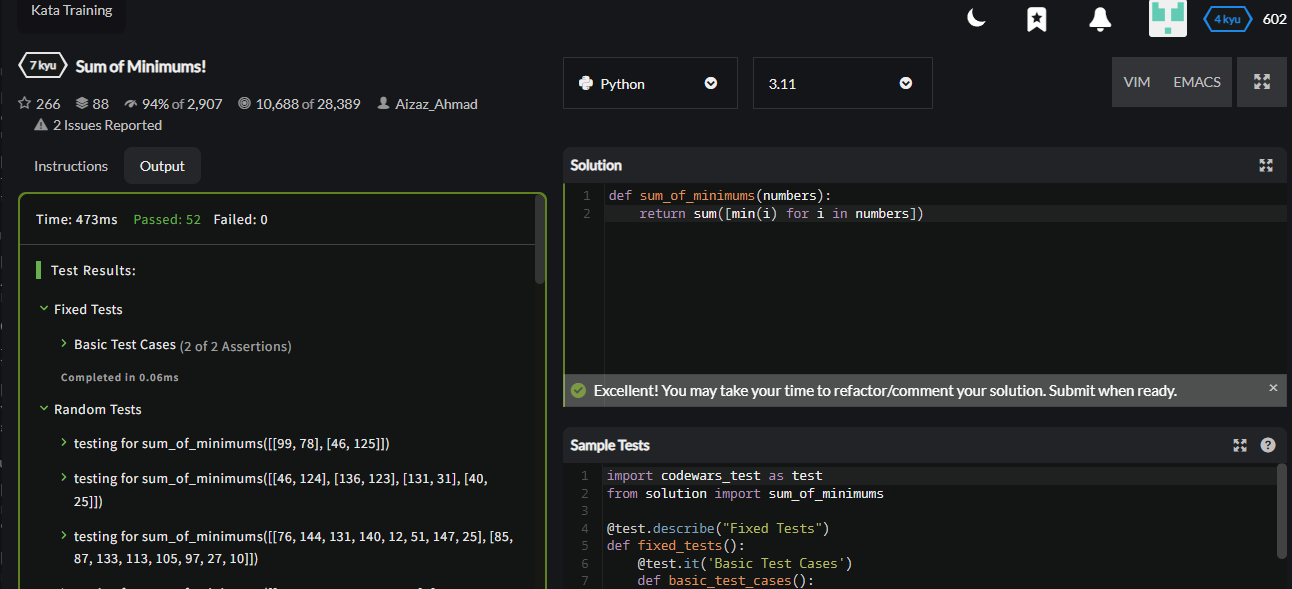 Kata Training
4 kyu 602
7 kyu Sum of Minimums!
266 88 94% of 2,907 10,688 of 28,389 Aizaz_Ahmad
2 Issues Reported
Instructions Output
Time: 473ms Passed: 52 Failed: 0
Test Results:
Fixed Tests
Basic Test Cases (2 of 2 Assertions)
Completed in 0.06ms
Random Tests
testing for sum_of_minimums([[99, 78], [46, 125]])
testing for sum_of_minimums([[46, 124], [136, 123], [131, 31], [40,
25]])
testing for sum_of_minimums([[76, 144, 131, 140, 12, 51, 147, 25], [85,
87, 133, 113, 105, 97, 27, 10]])
Python 3.11 VIM EMACS
Solution
1 def sum_of_minimums(numbers):
2 return sum([min(i) for i in numbers])
Excellent! You may take your time to refactor/comment your solution. Submit when ready. ×
Sample Tests ?
1 import codewars_test as test
2 from solution import sum_of_minimums
3
4 @test.describe("Fixed Tests")
5 def fixed_tests():
6 @test.it('Basic Test Cases')
7 def basic_test_cases():